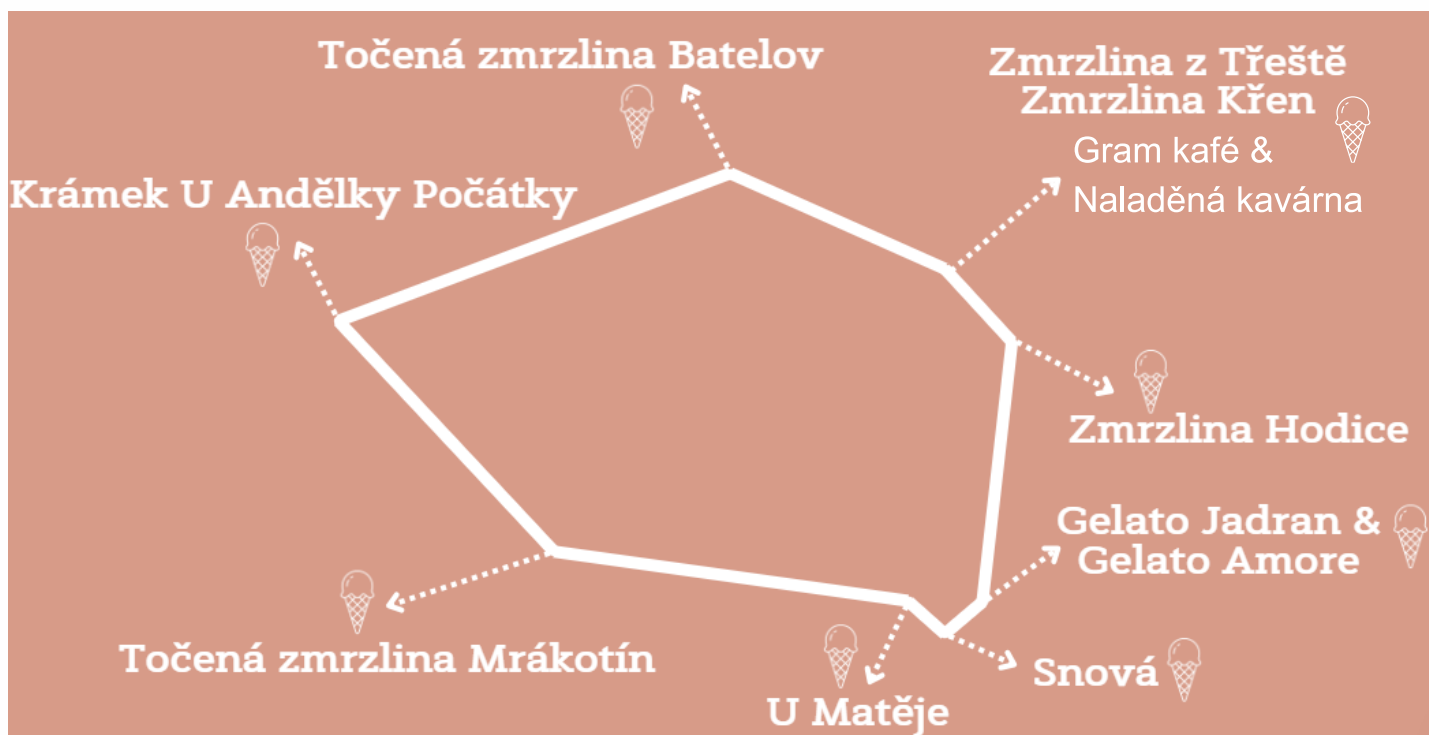 Točená zmrzlina Batelov
Zmrzlina z Třeště
Zmrzlina Křen
Gram kafé &
Naladěná kavárna
Krámek U Andělky Počátky
Zmrzlina Hodice
Gelato Jadran &
Gelato Amore
Točená zmrzlina Mrákotín
Snová
U Matěje